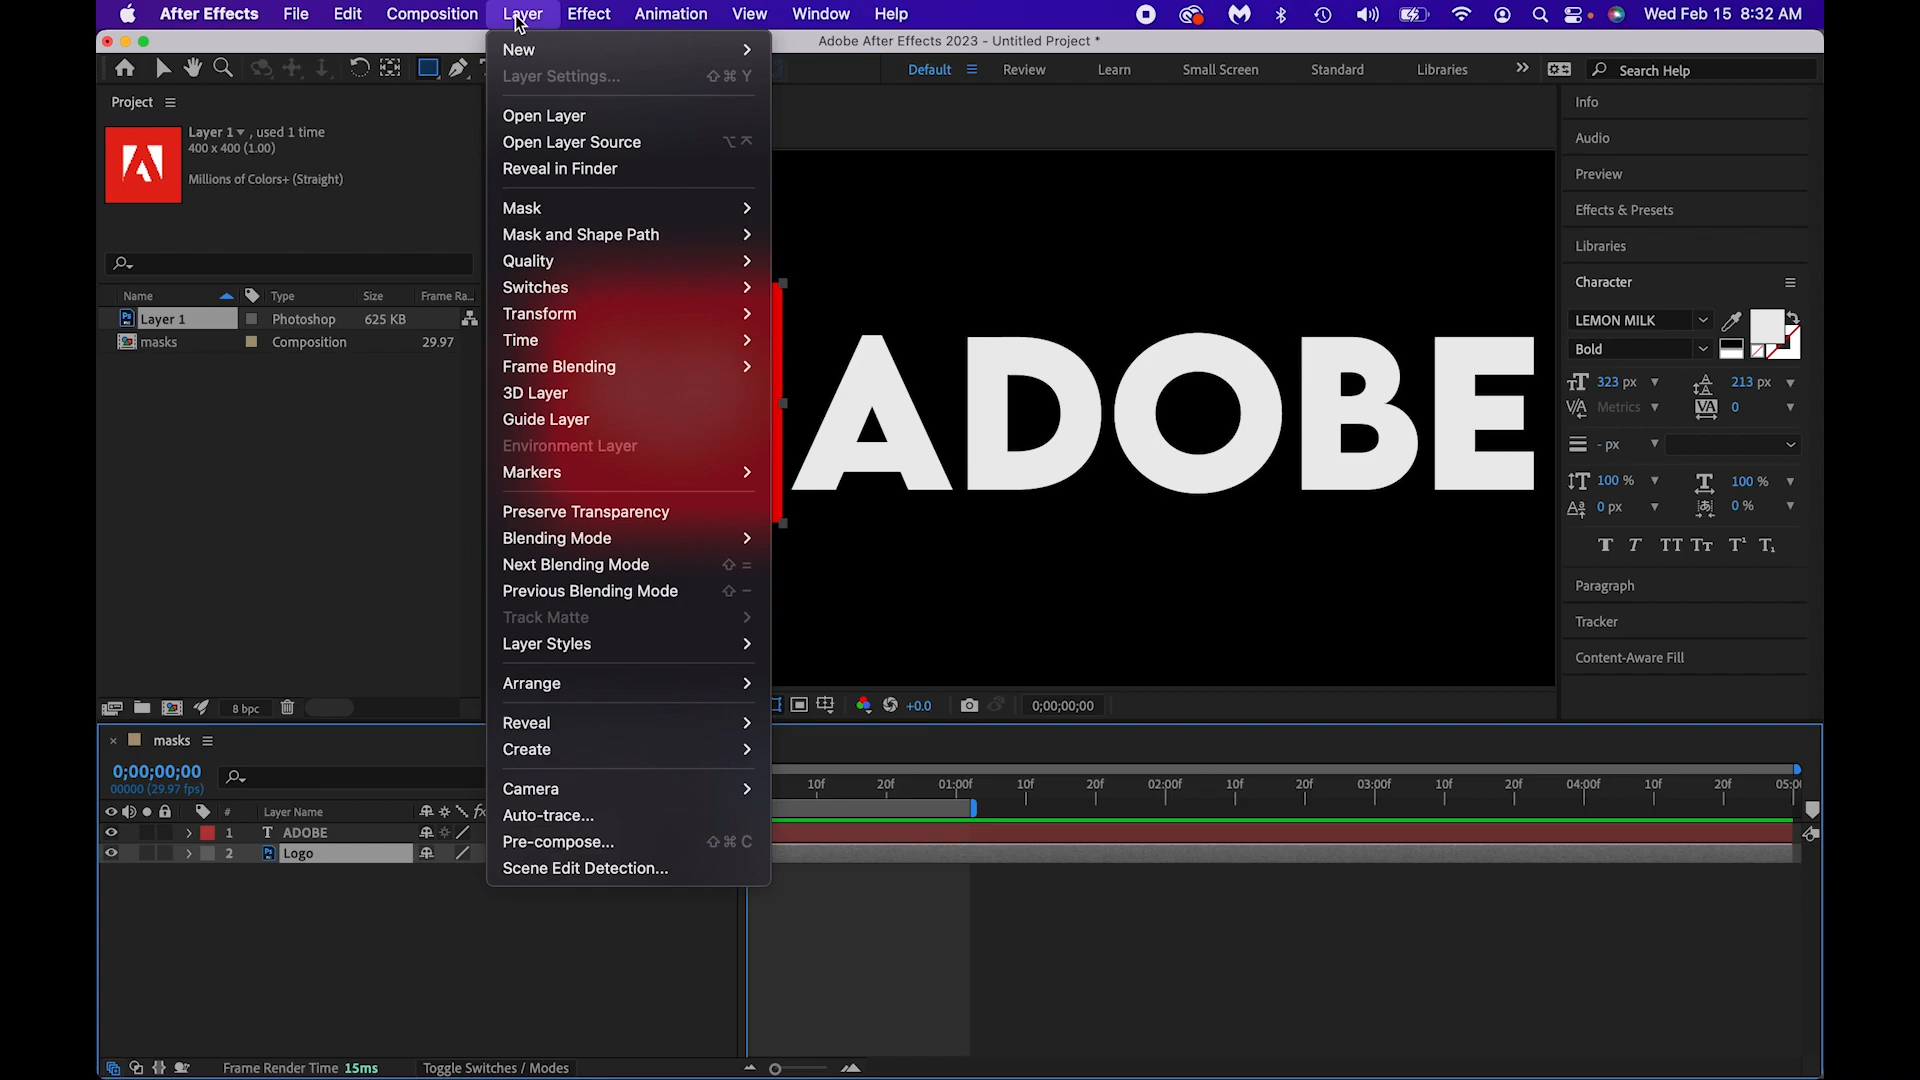 After Effects File Edit Composition Layer Effect Animation View Window Help Wed Feb 15 8:32 AM
Adobe After Effects 2023 - Untitled Project *
Default Review Learn Small Screen Standard Libraries Search Help
Project
Layer 1 , used 1 time
400 x 400 (1.00)
Millions of Colors+ (Straight)
Name Type Size Frame Ra...
Layer 1 Photoshop 625 KB
masks Composition 29.97
8 bpc
New
Layer Settings... ⇧⌘ Y
Open Layer
Open Layer Source
Reveal in Finder
Mask
Mask and Shape Path
Quality
Switches
Transform
Time
Frame Blending
3D Layer
Guide Layer
Environment Layer
Markers
Preserve Transparency
Blending Mode
Next Blending Mode ⇧ =
Previous Blending Mode ⇧ -
Track Matte
Layer Styles
Arrange
Reveal
Create
Camera
Auto-trace...
Pre-compose... ⇧⌘ C
Scene Edit Detection...
ADOBE
+0.0 0;00;00;00
Info
Audio
Preview
Effects & Presets
Libraries
Character
LEMON MILK
Bold
323 px 213 px
Metrics 0
- px
100 % 100 %
0 px 0 %
Paragraph
Tracker
Content-Aware Fill
masks
0;00;00;00
00000 (29.97 fps)
# Layer Name fx
1 T ADOBE
2 Ps Logo
10f 20f 01:00f 10f 20f 02:00f 10f 20f 03:00f 10f 20f 04:00f 10f 20f 05:0
Frame Render Time 15ms Toggle Switches / Modes